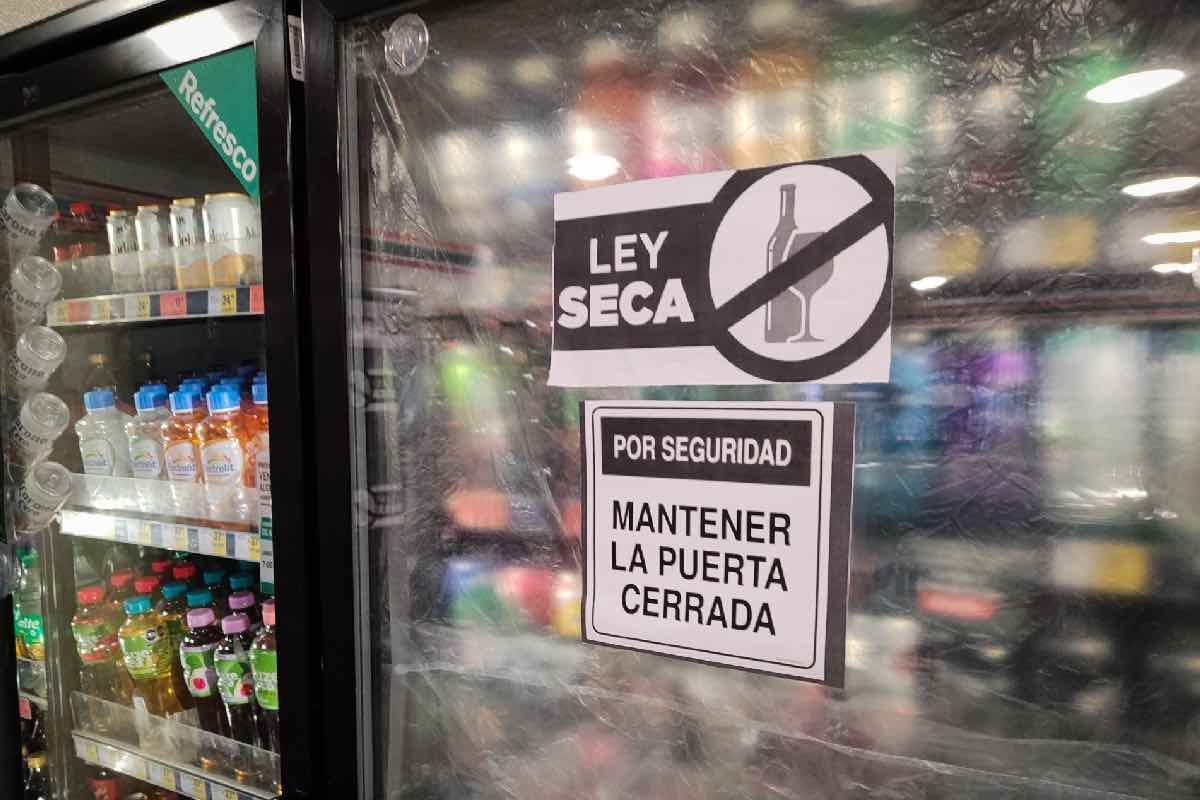 Refresco
LEY
SECA
POR SEGURIDAD
MANTENER
LA PUERTA
CERRADA